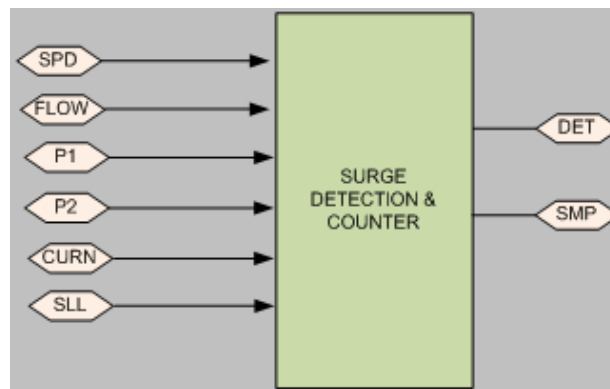 SPD
FLOW
P1
P2
CURN
SLL
SURGE
DETECTION &
COUNTER
DET
SMP